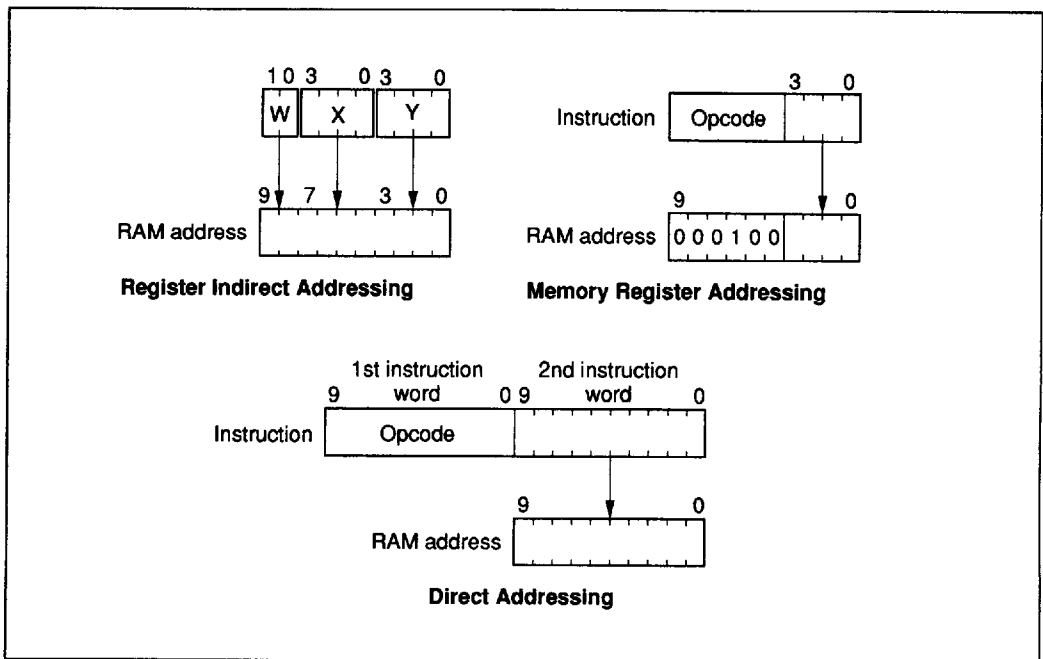 1 0 3 0 3 0
W X Y
9 7 3 0
RAM address
Register Indirect Addressing
3 0
Instruction Opcode
9 0
RAM address 0 0 0 1 0 0
Memory Register Addressing
1st instruction word 2nd instruction word
9 0 9 0
Instruction Opcode
9 0
RAM address
Direct Addressing